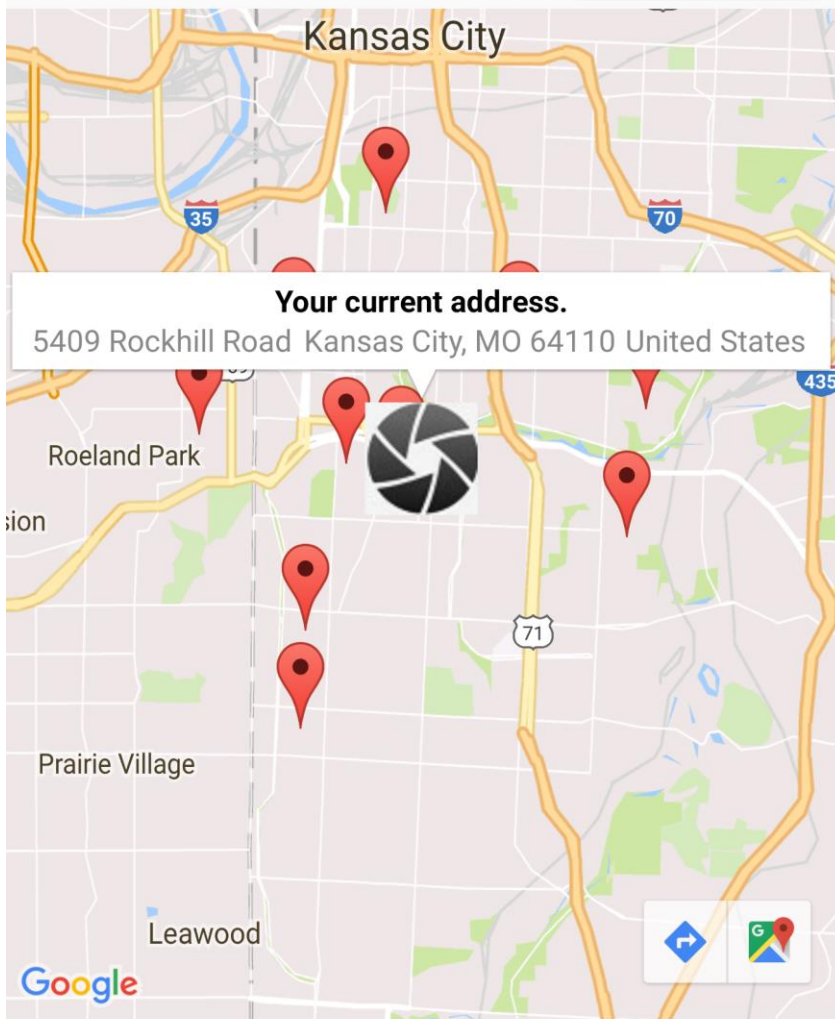 Kansas City
35
70
Your current address.
5409 Rockhill Road Kansas City, MO 64110 United States
435
Roeland Park
sion
71
Prairie Village
Leawood
Google
G